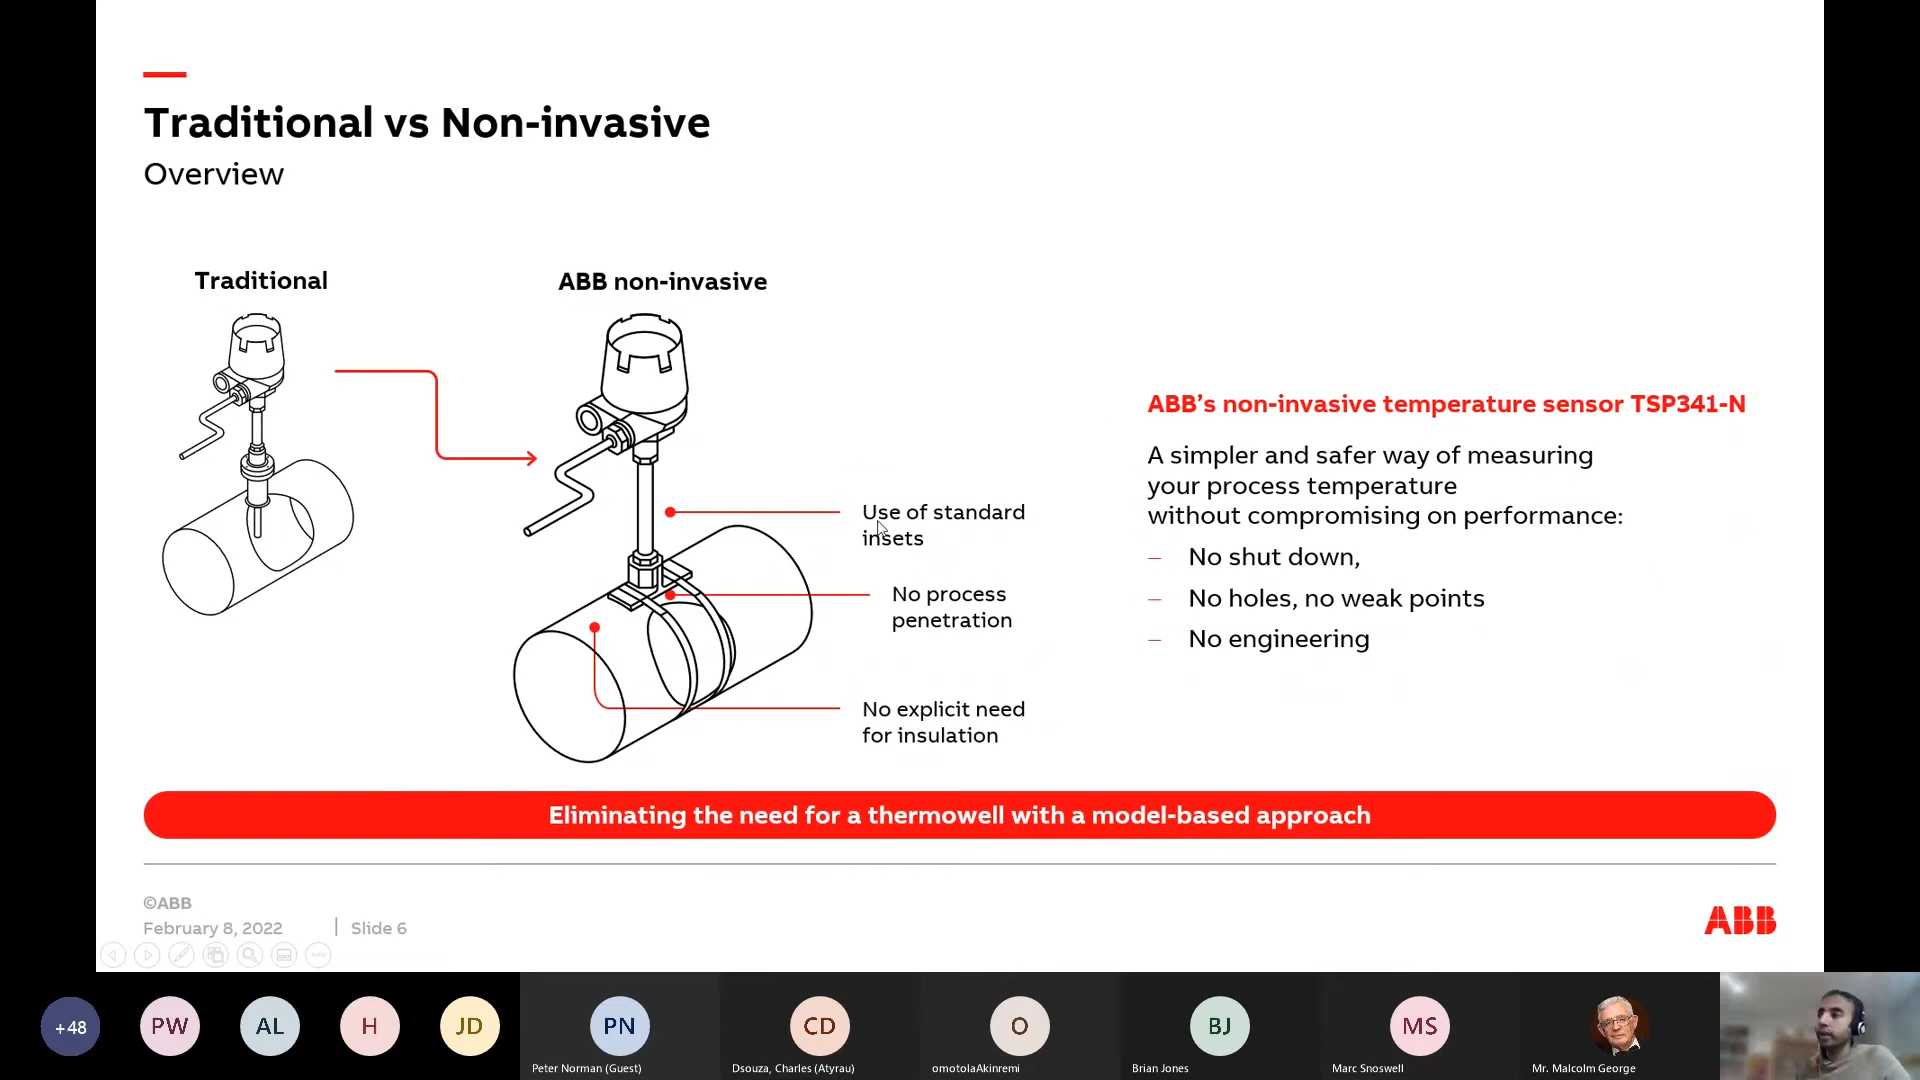 Traditional vs Non-invasive
Overview
Traditional
ABB non-invasive
Use of standard
insets
No process
penetration
No explicit need
for insulation
ABB's non-invasive temperature sensor TSP341-N
A simpler and safer way of measuring
your process temperature
without compromising on performance:
– No shut down,
– No holes, no weak points
– No engineering
Eliminating the need for a thermowell with a model-based approach
©ABB
February 8, 2022 | Slide 6
ABB
+48
PW
AL
H
JD
PN
CD
O
BJ
MS
Peter Norman (Guest)
Dsouza, Charles (Atyrau)
omotolaAkinremi
Brian Jones
Marc Snoswell
Mr. Malcolm George